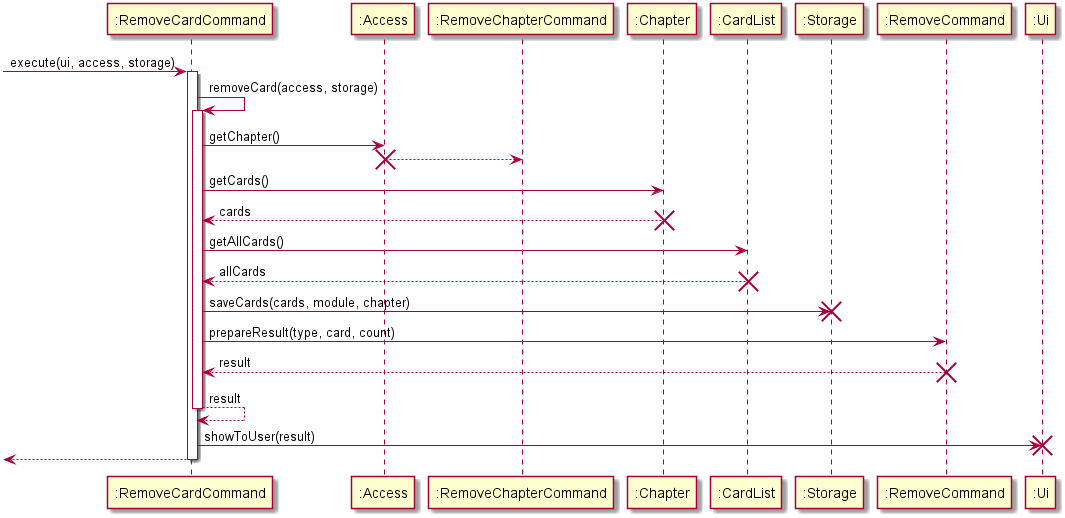 :RemoveCardCommand
:Access
:RemoveChapterCommand
:Chapter
:CardList
:Storage
:RemoveCommand
:Ui
execute(ui, access, storage)
removeCard(access, storage)
getChapter()
getCards()
cards
getAllCards()
allCards
saveCards(cards, module, chapter)
prepareResult(type, card, count)
result
result
showToUser(result)
:RemoveCardCommand
:Access
:RemoveChapterCommand
:Chapter
:CardList
:Storage
:RemoveCommand
:Ui